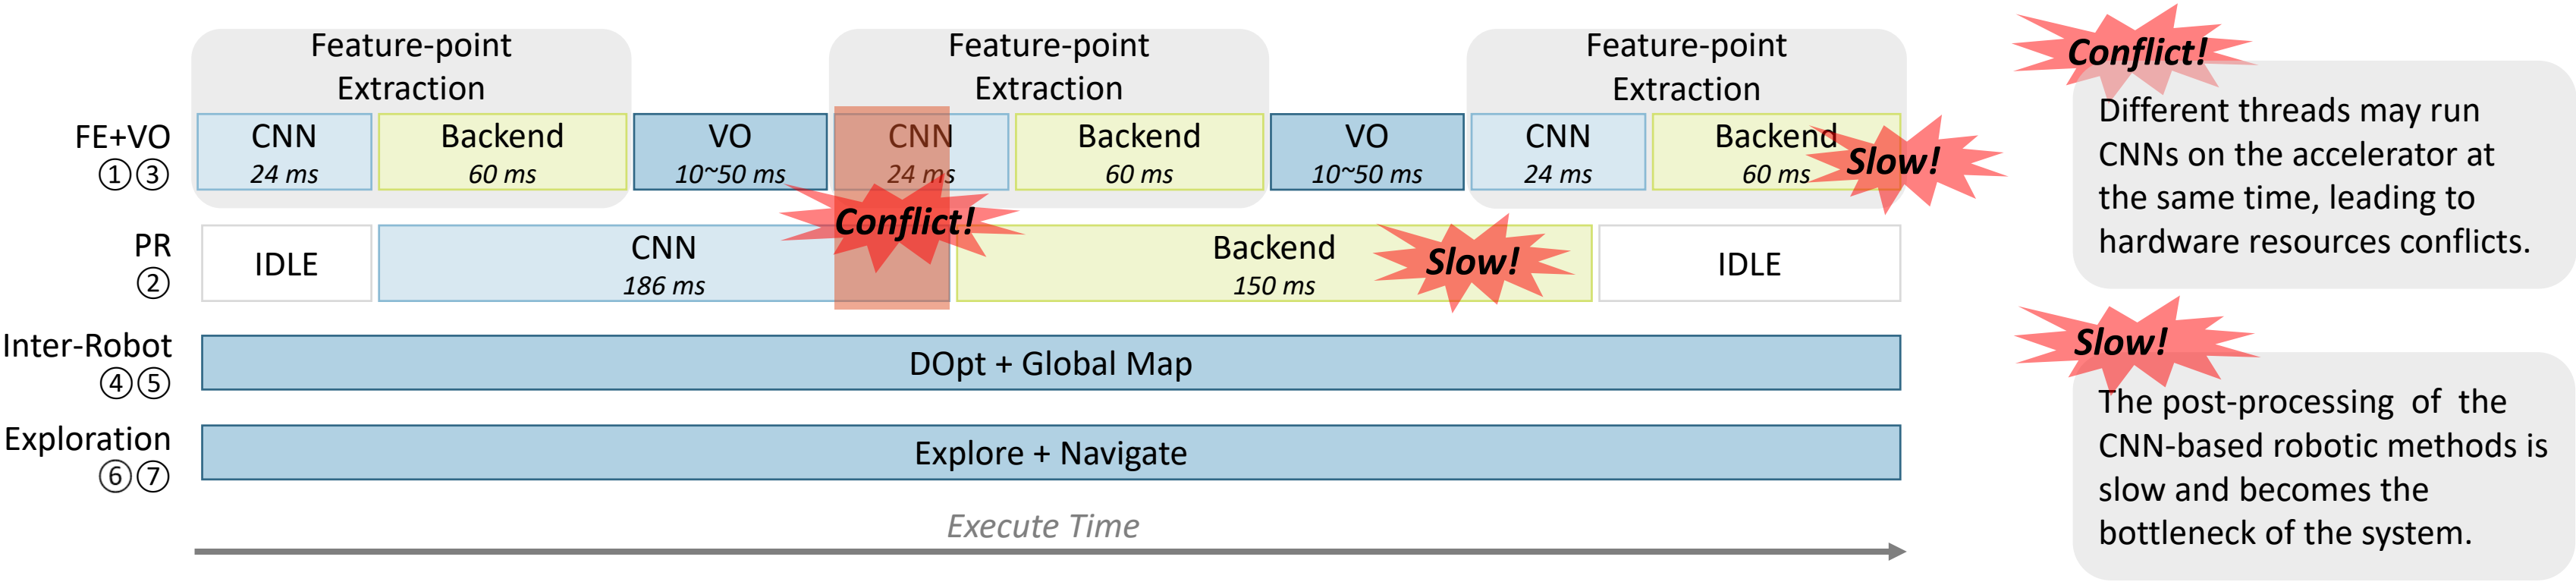 Feature-point
Extraction
Feature-point
Extraction
Feature-point
Extraction
FE+VO
①③
CNN
24 ms
Backend
60 ms
VO
10~50 ms
CNN
24 ms
Backend
60 ms
VO
10~50 ms
CNN
24 ms
Backend
60 ms
Slow!
Conflict!
PR
②
IDLE
CNN
186 ms
Backend
150 ms
Slow!
IDLE
Inter-Robot
④⑤
DOpt + Global Map
Exploration
⑥⑦
Explore + Navigate
Execute Time
Conflict!
Different threads may run
CNNs on the accelerator at
the same time, leading to
hardware resources conflicts.
Slow!
The post-processing of the
CNN-based robotic methods is
slow and becomes the
bottleneck of the system.